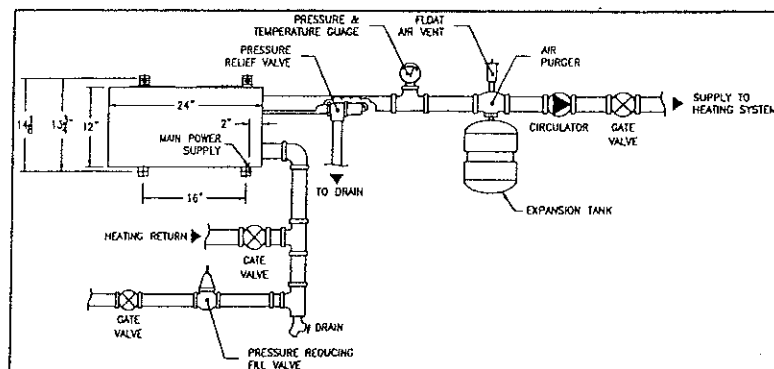 PRESSURE &
TEMPERATURE GUAGE
FLOAT
AIR VENT
PRESSURE
RELIEF VALVE
AIR
PURGER
24"
12"
2"
MAIN POWER
SUPPLY
16"
TO DRAIN
CIRCULATOR
GATE
VALVE
SUPPLY TO
HEATING SYSTEM
EXPANSION TANK
HEATING RETURN
GATE
VALVE
GATE
VALVE
DRAIN
PRESSURE REDUCING
FILL VALVE